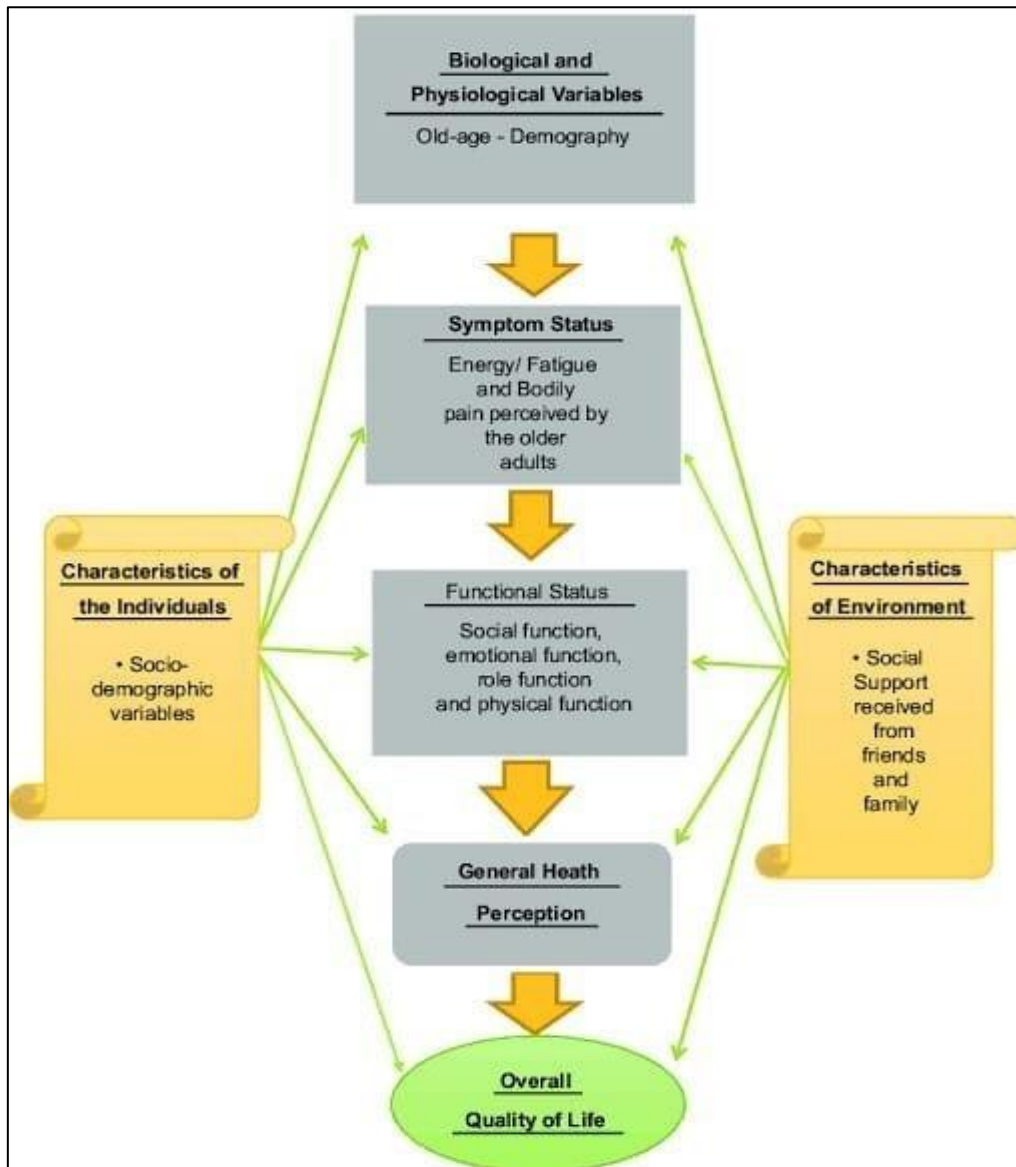 Biological and
Physiological Variables
Old-age - Demography
Symptom Status
Energy/ Fatigue
and Bodily
pain perceived by
the older
adults
Characteristics of
the Individuals
• Socio-
demographic
variables
Functional Status
Social function,
emotional function,
role function
and physical function
Characteristics
of Environment
• Social
Support
received
from
friends
and
family
General Heath
Perception
Overall
Quality of Life